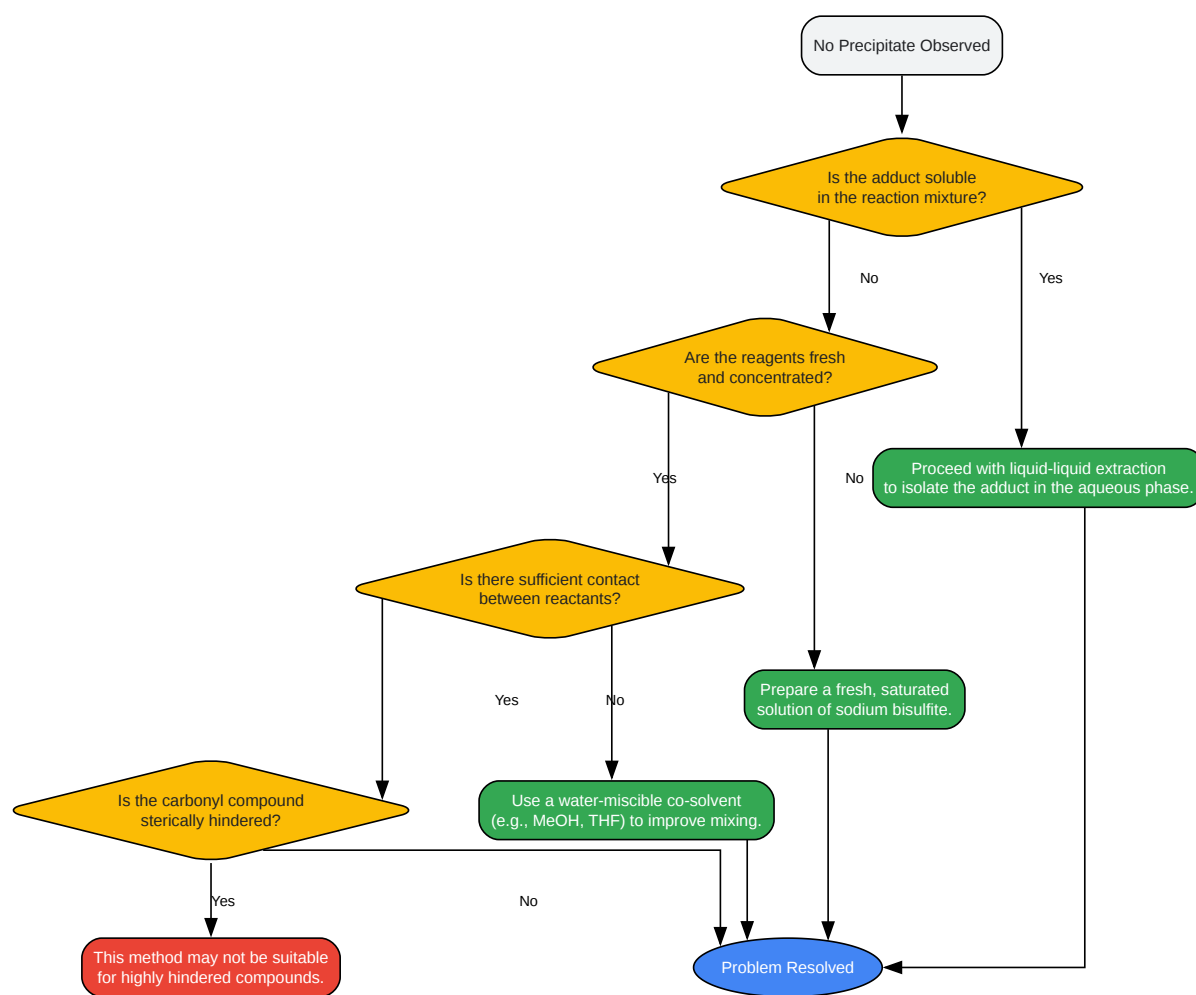 No Precipitate Observed
Is the adduct soluble
in the reaction mixture?
No
Yes
Are the reagents fresh
and concentrated?
Yes
No
Proceed with liquid-liquid extraction
to isolate the adduct in the aqueous phase.
Is there sufficient contact
between reactants?
Yes
No
Prepare a fresh, saturated
solution of sodium bisulfite.
Is the carbonyl compound
sterically hindered?
Use a water-miscible co-solvent
(e.g., MeOH, THF) to improve mixing.
Yes
No
This method may not be suitable
for highly hindered compounds.
Problem Resolved